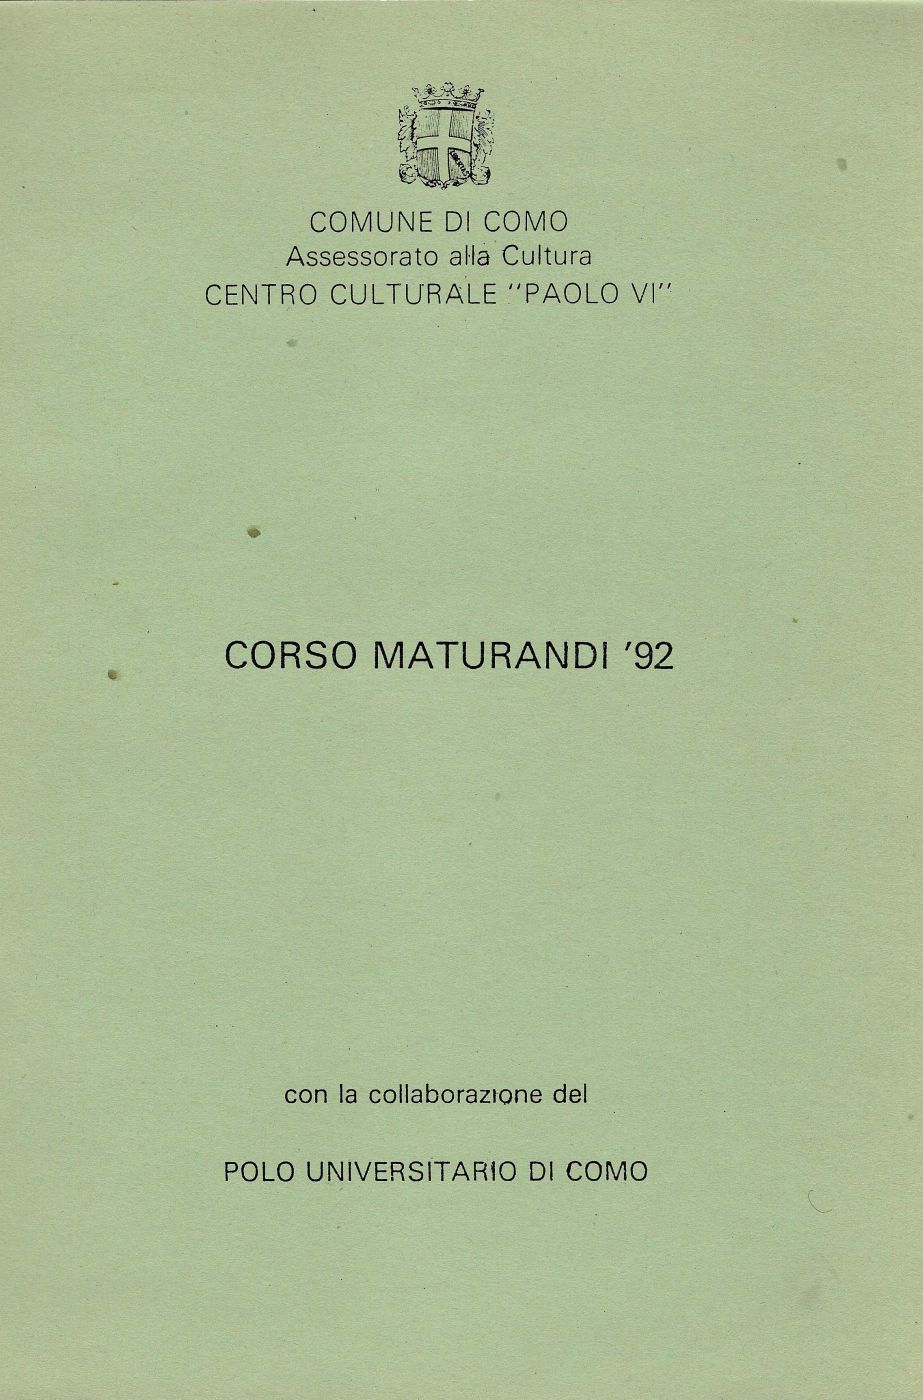 COMUNE DI COMO
Assessorato alla Cultura
CENTRO CULTURALE "PAOLO VI"
CORSO MATURANDI '92
con la collaborazione del
POLO UNIVERSITARIO DI COMO